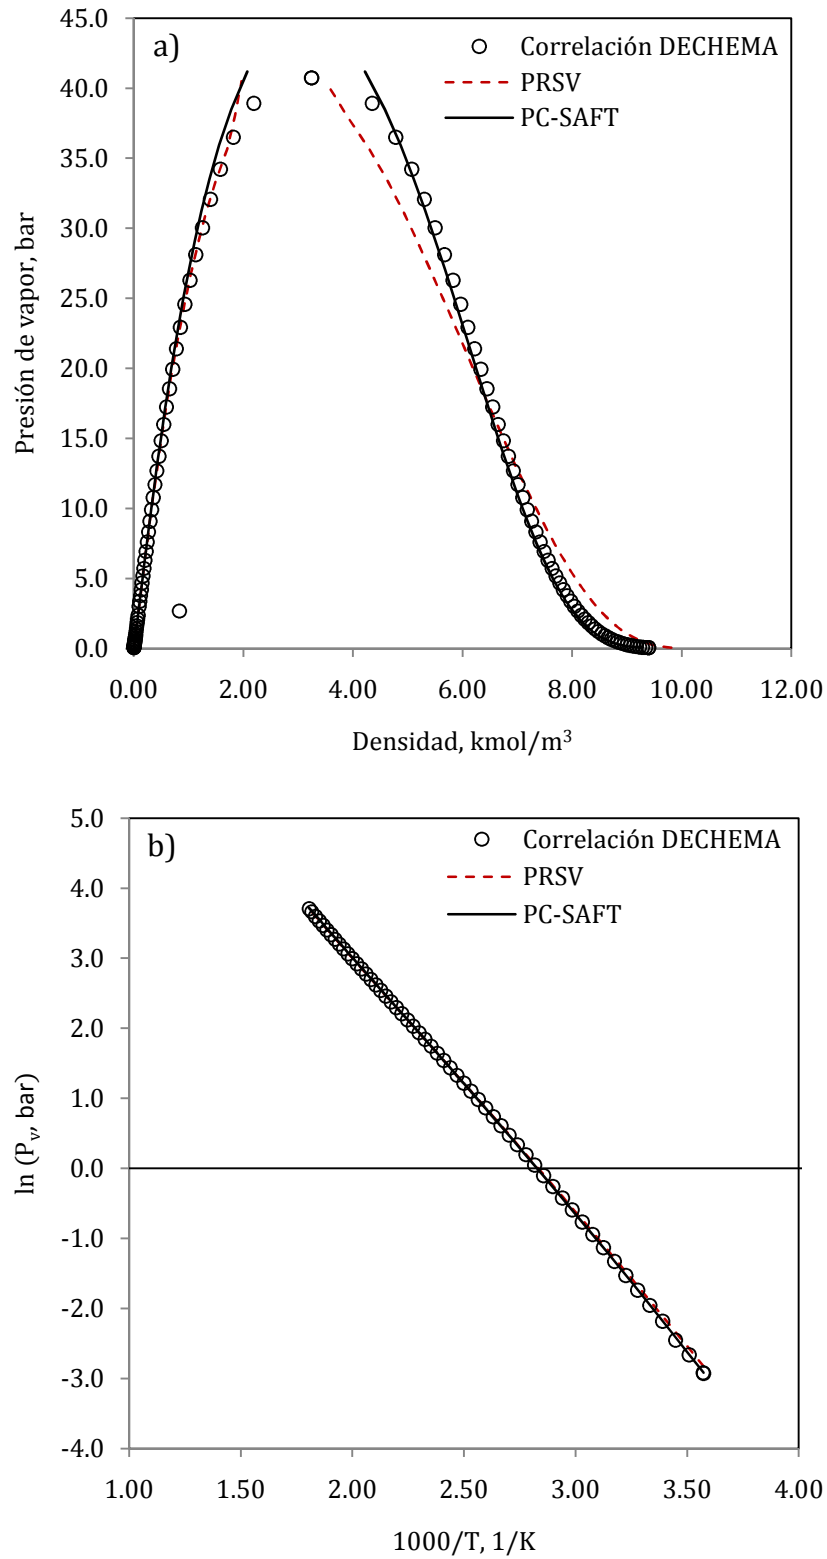 a)
Correlación DECHEMA
PRSV
PC-SAFT
Presión de vapor, bar
45.0
40.0
35.0
30.0
25.0
20.0
15.0
10.0
5.0
0.0
0.00 2.00 4.00 6.00 8.00 10.00 12.00
Densidad, kmol/m³
b)
Correlación DECHEMA
PRSV
PC-SAFT
ln (Pᵥ, bar)
5.0
4.0
3.0
2.0
1.0
0.0
-1.0
-2.0
-3.0
-4.0
1.00 1.50 2.00 2.50 3.00 3.50 4.00
1000/T, 1/K